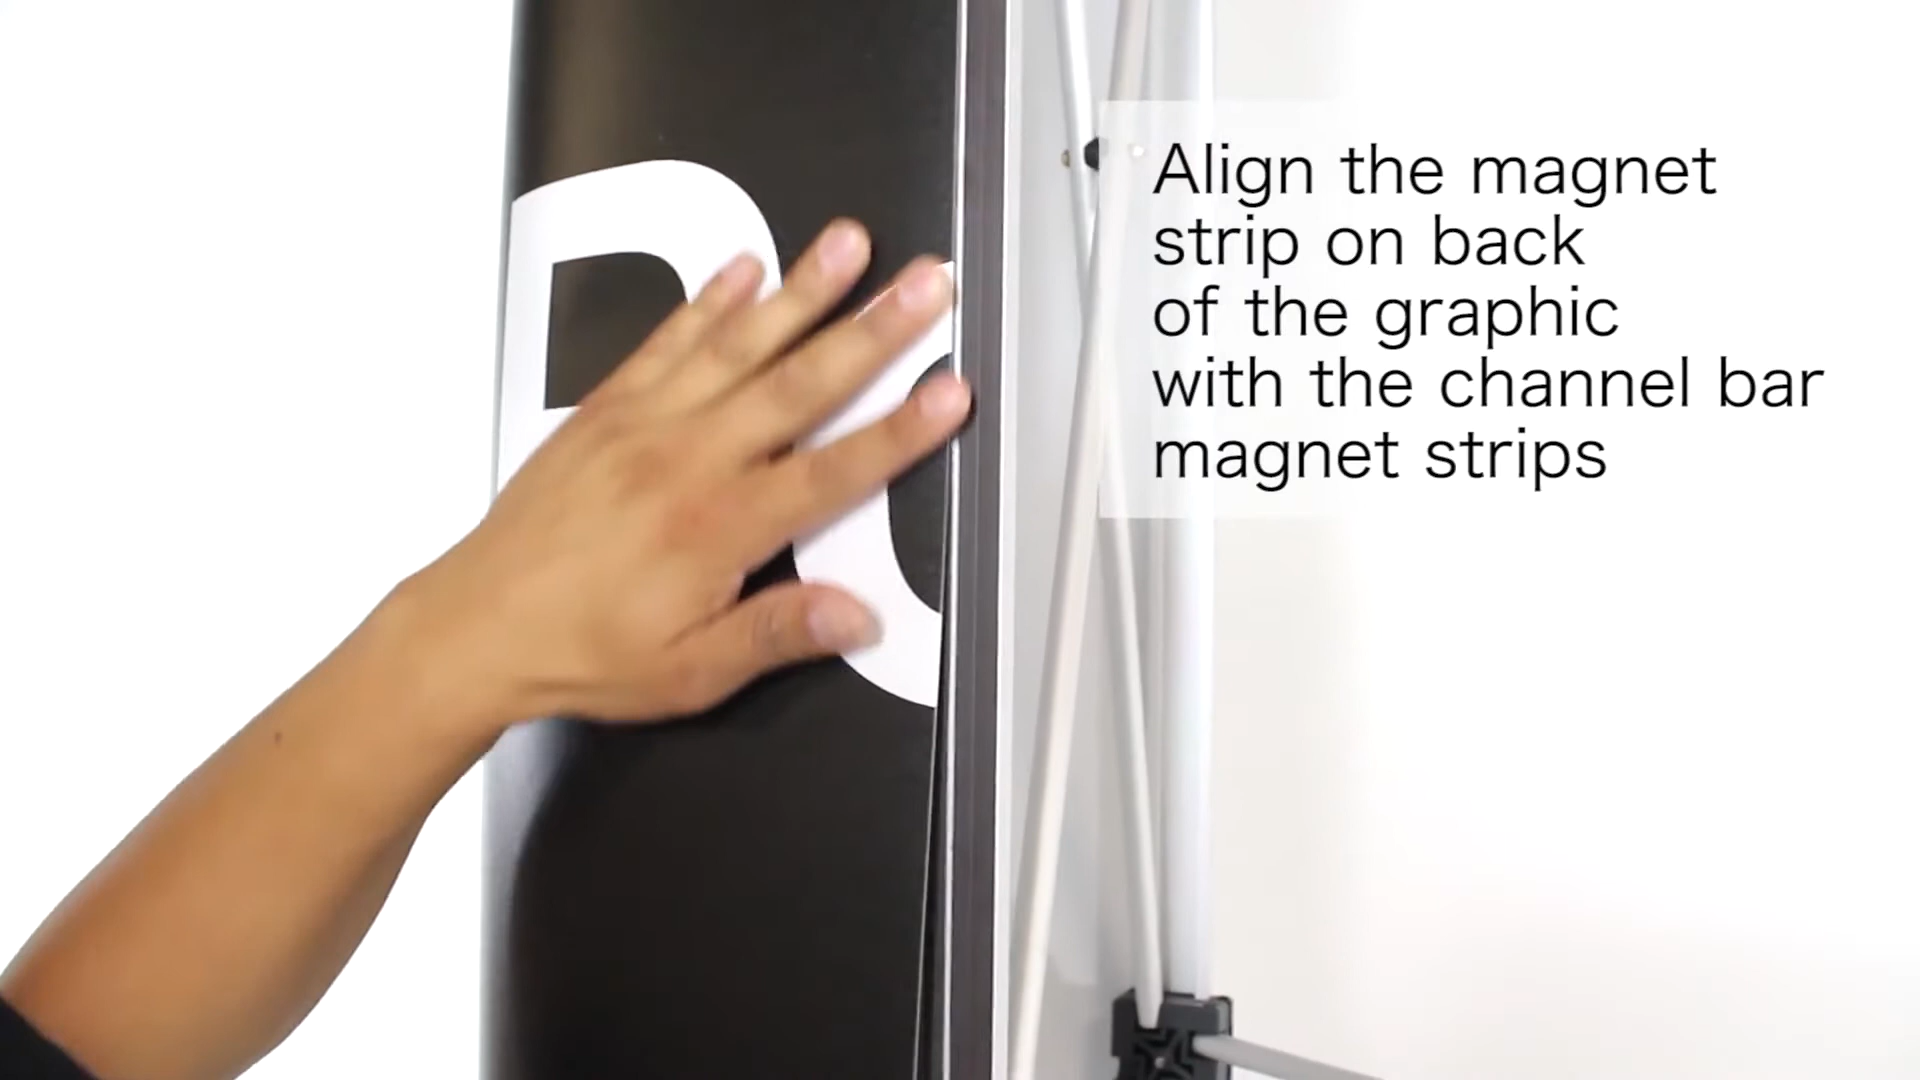 Align the magnet
strip on back
of the graphic
with the channel bar
magnet strips